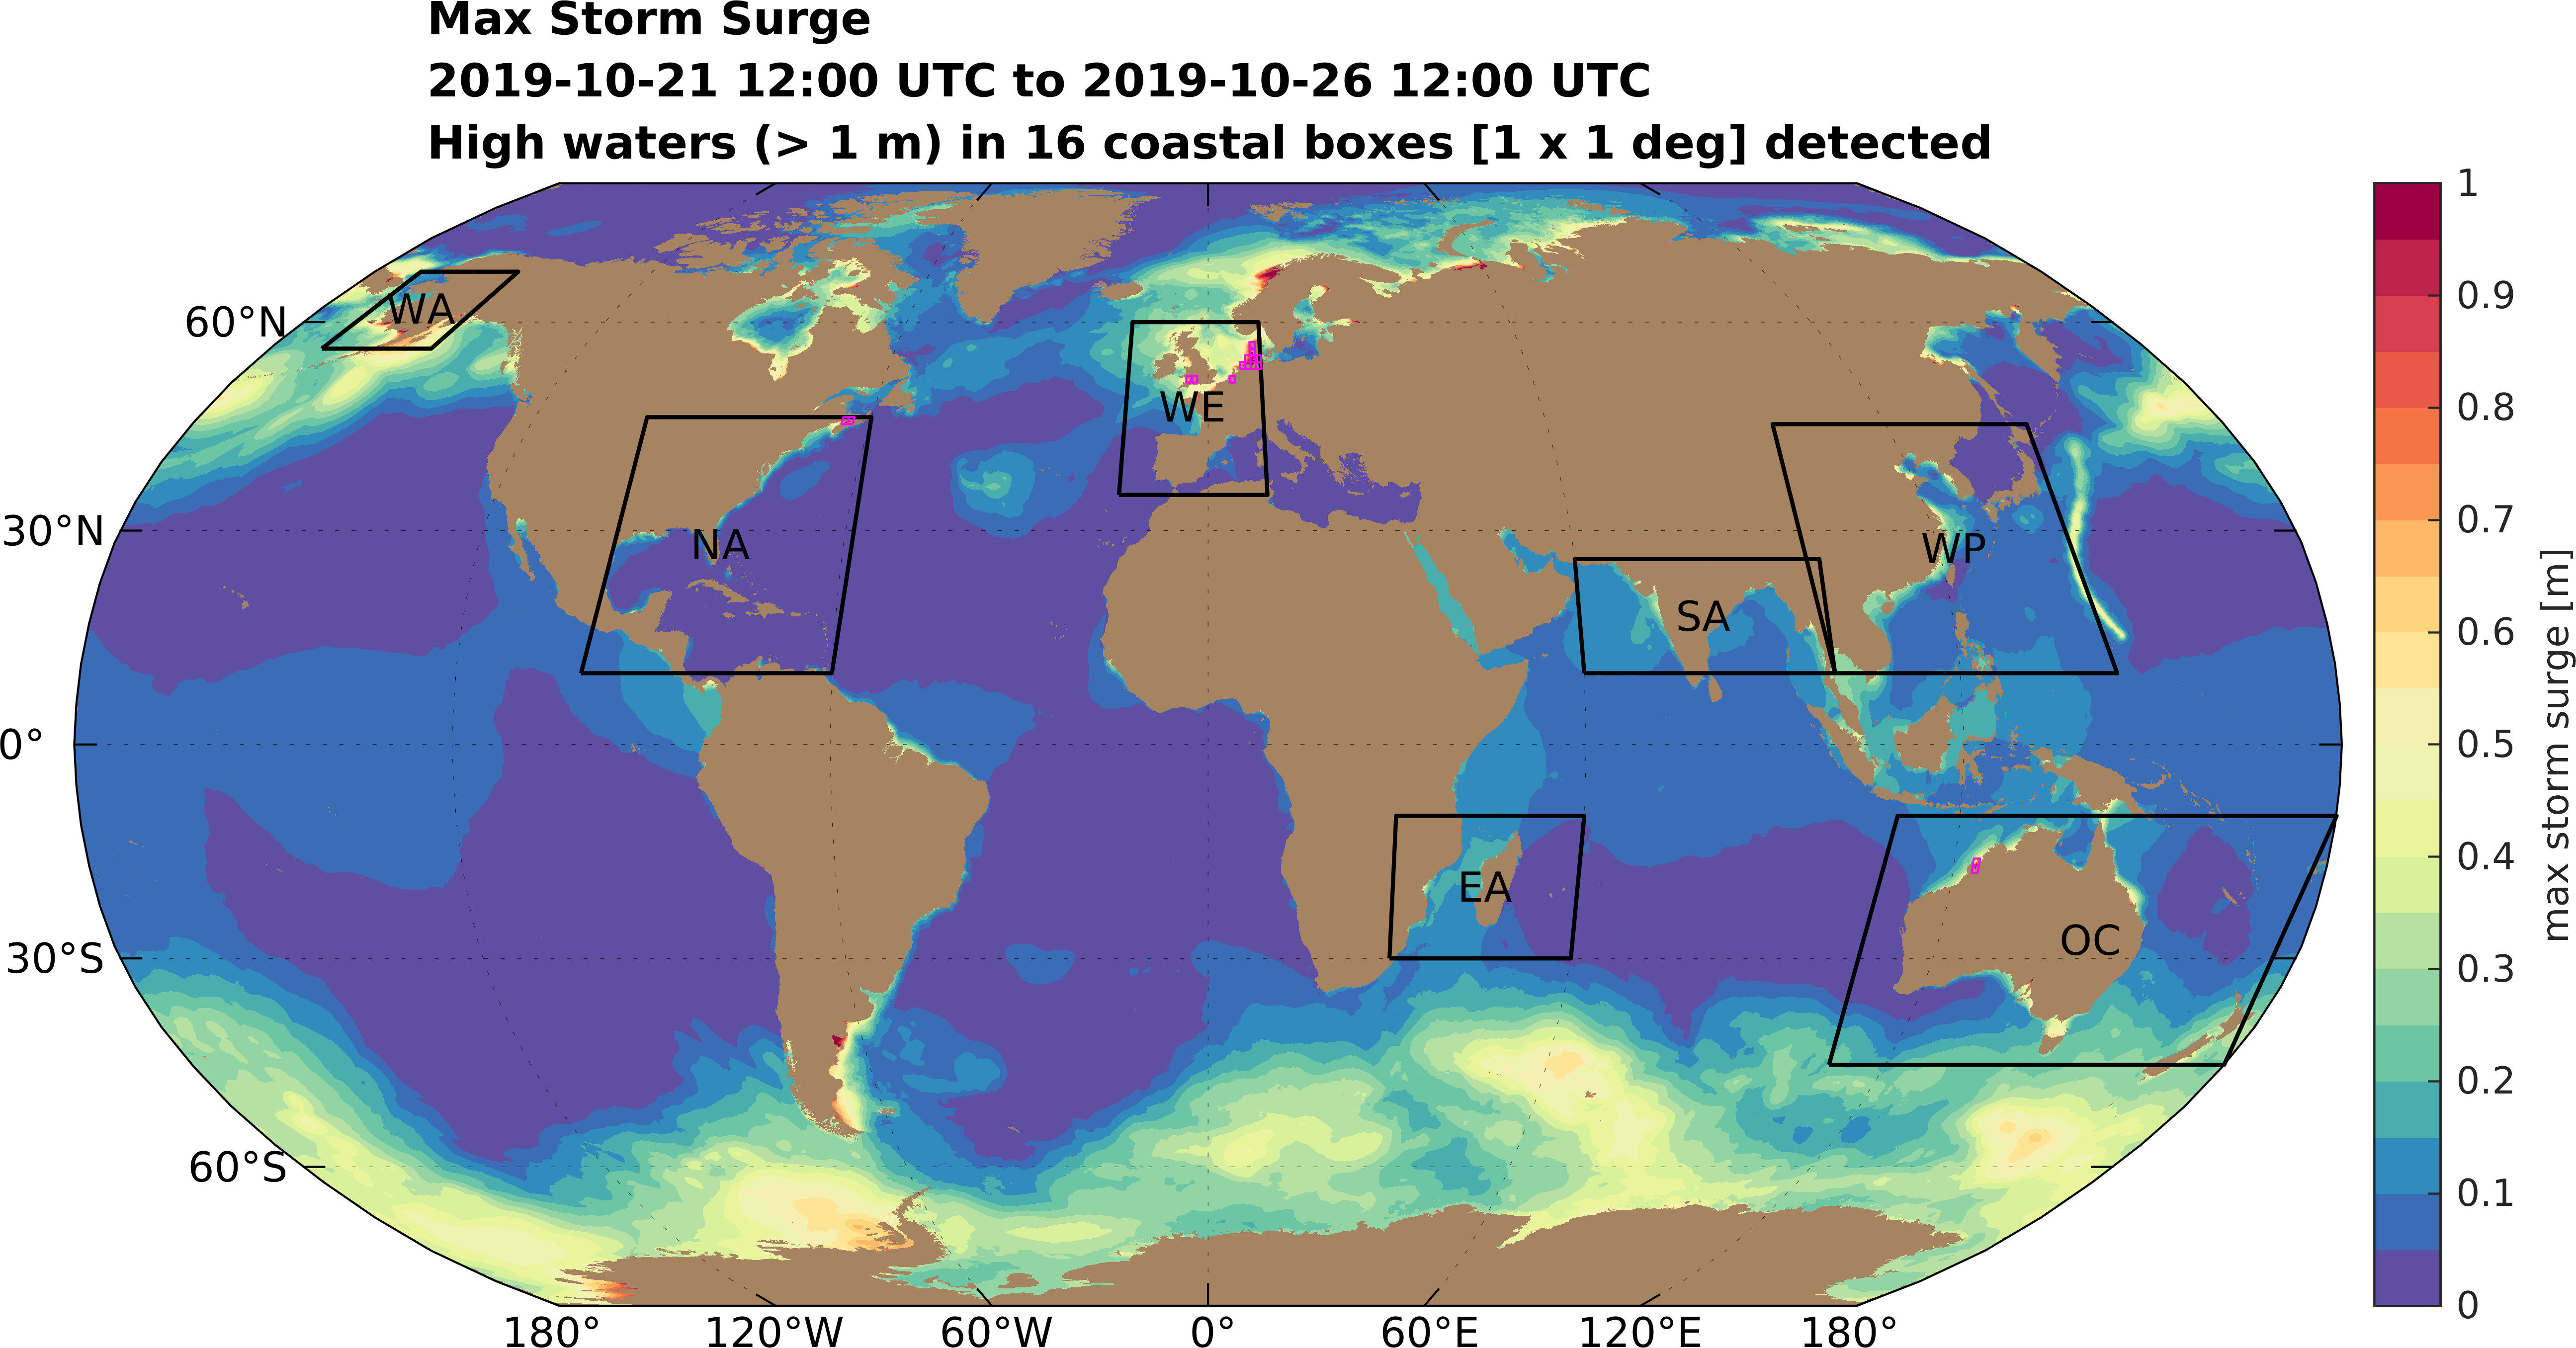 Max Storm Surge
2019-10-21 12:00 UTC to 2019-10-26 12:00 UTC
High waters (> 1 m) in 16 coastal boxes [1 x 1 deg] detected
60°N
30°N
0°
30°S
60°S
WA
NA
WE
SA
WP
EA
OC
180°
120°W
60°W
0°
60°E
120°E
180°
1
0.9
0.8
0.7
0.6
0.5
0.4
0.3
0.2
0.1
0
max storm surge [m]